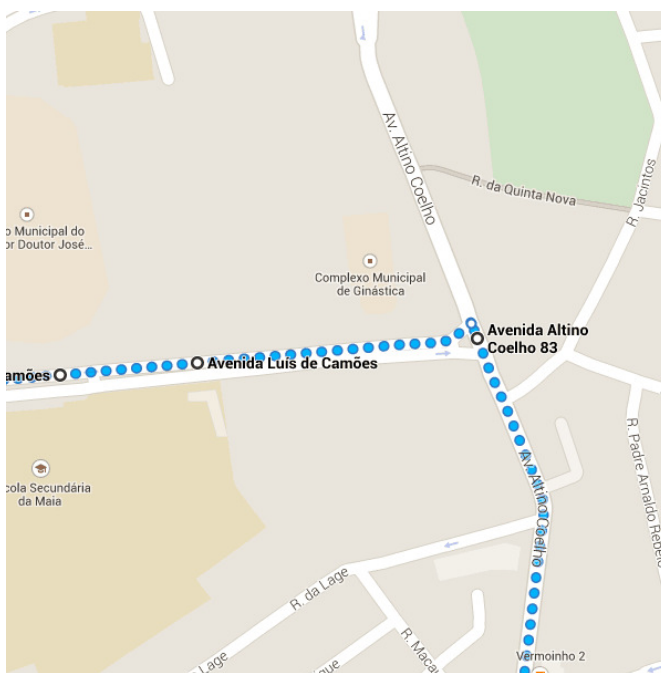 Av. Altino Coelho
R. da Quinta Nova
R. Jacintos
o Municipal do
or Doutor José...
Complexo Municipal
de Ginástica
Avenida Altino
Coelho 83
Avenida Luís de Camões
amões
cola Secundária
da Maia
Av. Altino Coelho
R. Padre Arnaldo Rebelo
R. da Lage
Lage
R. Maca
gue
Vermoinho 2